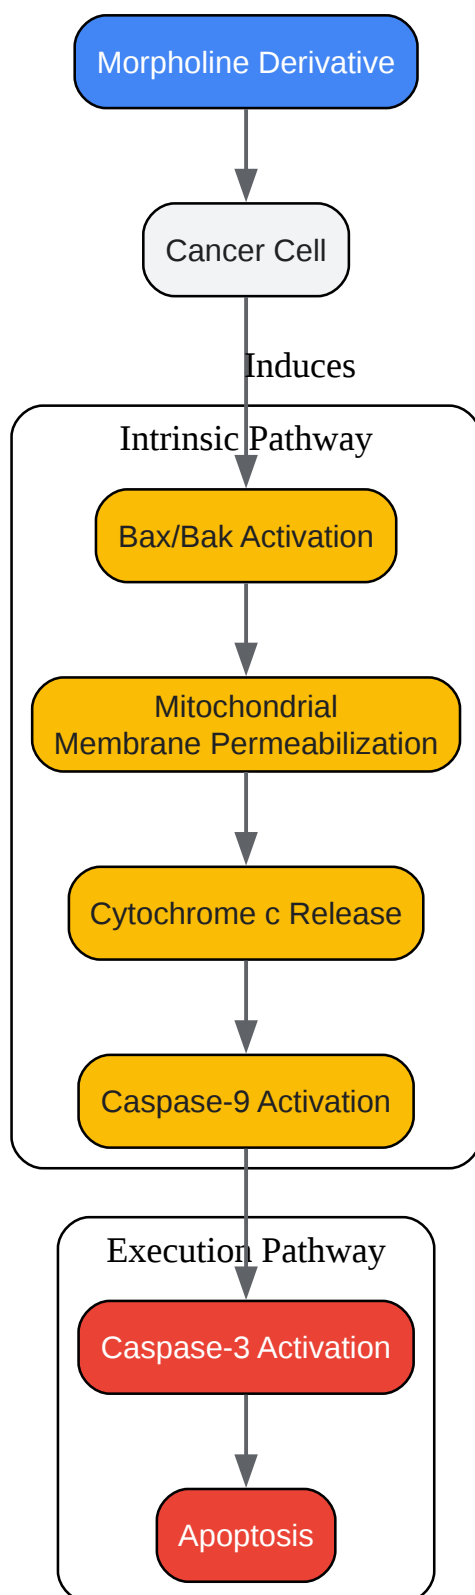 Morpholine Derivative
Cancer Cell
Induces
Intrinsic Pathway
Bax/Bak Activation
Mitochondrial
Membrane Permeabilization
Cytochrome c Release
Caspase-9 Activation
Execution Pathway
Caspase-3 Activation
Apoptosis